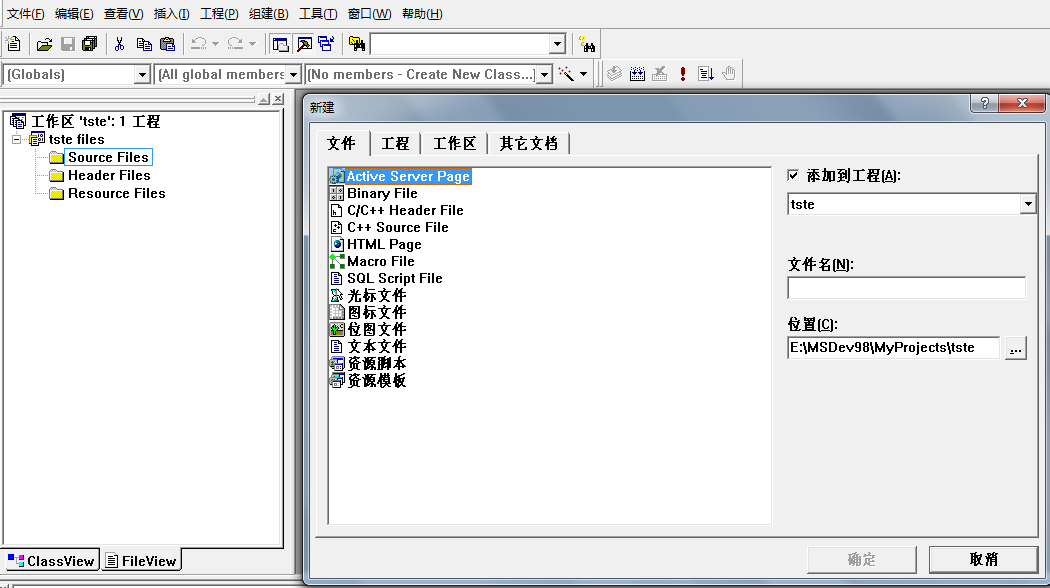 文件(F) 编辑(E) 查看(V) 插入(I) 工程(P) 组建(B) 工具(T) 窗口(W) 帮助(H)
(Globals) (All global members (No members - Create New Class...)
工作区 'tste': 1 工程
tste files
Source Files
Header Files
Resource Files
ClassView FileView
新建
文件 工程 工作区 其它文档
Active Server Page
Binary File
C/C++ Header File
C++ Source File
HTML Page
Macro File
SQL Script File
光标文件
图标文件
位图文件
文本文件
资源脚本
资源模板
添加到工程(A):
tste
文件名(N):
位置(C):
E:\MSDev98\MyProjects\tste ...
确定 取消